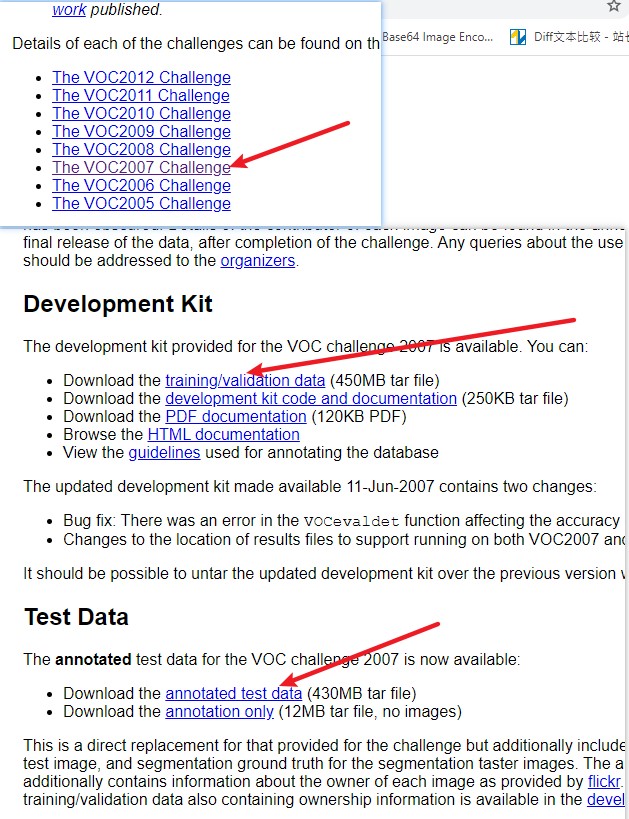 work published.
Details of each of the challenges can be found on th
Base64 Image Enco...
Diff文本比较 - 站长
The VOC2012 Challenge
The VOC2011 Challenge
The VOC2010 Challenge
The VOC2009 Challenge
The VOC2008 Challenge
The VOC2007 Challenge
The VOC2006 Challenge
The VOC2005 Challenge
final release of the data, after completion of the challenge. Any queries about the use
should be addressed to the organizers.
Development Kit
The development kit provided for the VOC challenge 2007 is available. You can:
Download the training/validation data (450MB tar file)
Download the development kit code and documentation (250KB tar file)
Download the PDF documentation (120KB PDF)
Browse the HTML documentation
View the guidelines used for annotating the database
The updated development kit made available 11-Jun-2007 contains two changes:
Bug fix: There was an error in the VOCevaldet function affecting the accuracy
Changes to the location of results files to support running on both VOC2007 and
It should be possible to untar the updated development kit over the previous version
Test Data
The annotated test data for the VOC challenge 2007 is now available:
Download the annotated test data (430MB tar file)
Download the annotation only (12MB tar file, no images)
This is a direct replacement for that provided for the challenge but additionally include
test image, and segmentation ground truth for the segmentation taster images. The a
additionally contains information about the owner of each image as provided by flickr.
training/validation data also containing ownership information is available in the devel